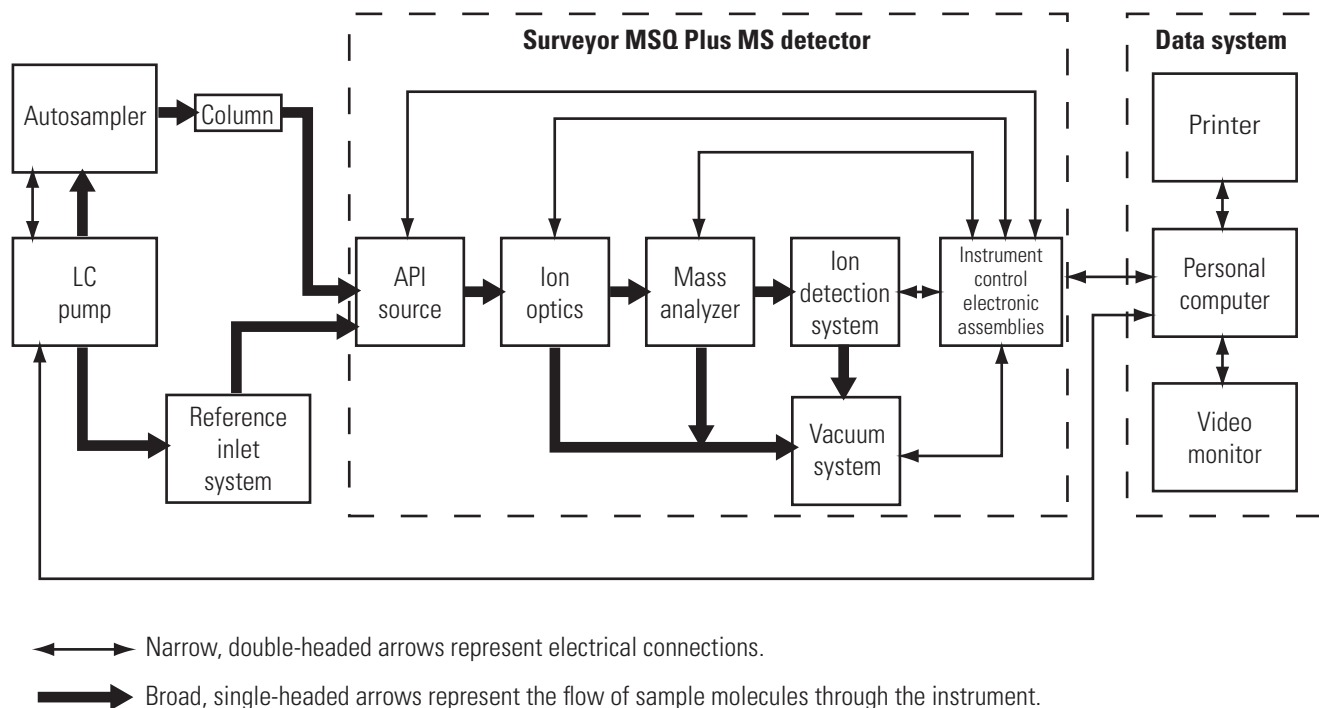 Surveyor MSQ Plus MS detector
Data system
Autosampler
Column
Printer
LC
pump
API
source
Ion
optics
Mass
analyzer
Ion
detection
system
Instrument
control
electronic
assemblies
Personal
computer
Reference
inlet
system
Vacuum
system
Video
monitor
Narrow, double-headed arrows represent electrical connections.
Broad, single-headed arrows represent the flow of sample molecules through the instrument.